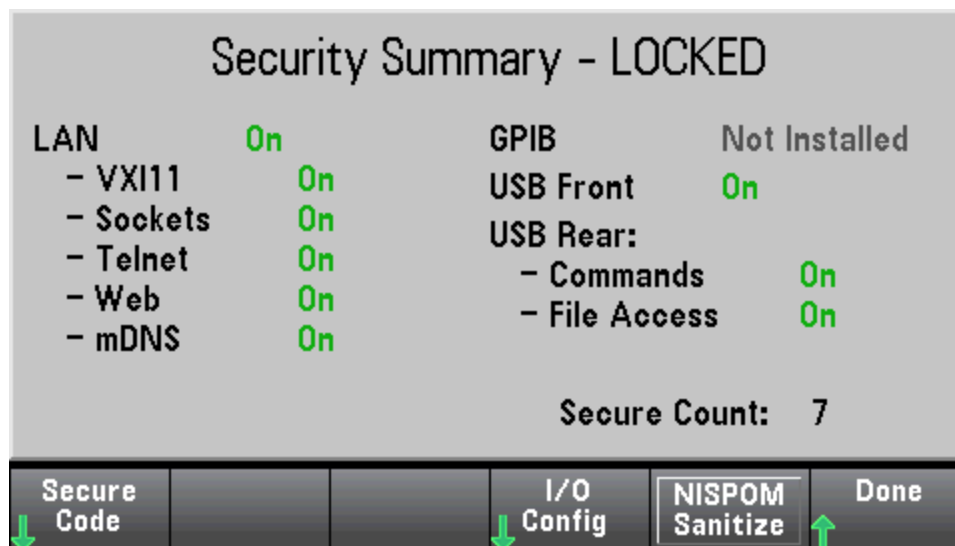 Security Summary - LOCKED
LAN On
- VXI11 On
- Sockets On
- Telnet On
- Web On
- mDNS On
GPIB Not Installed
USB Front On
USB Rear:
- Commands On
- File Access On
Secure Count: 7
Secure
Code
I/O
Config
NISPOM
Sanitize
Done